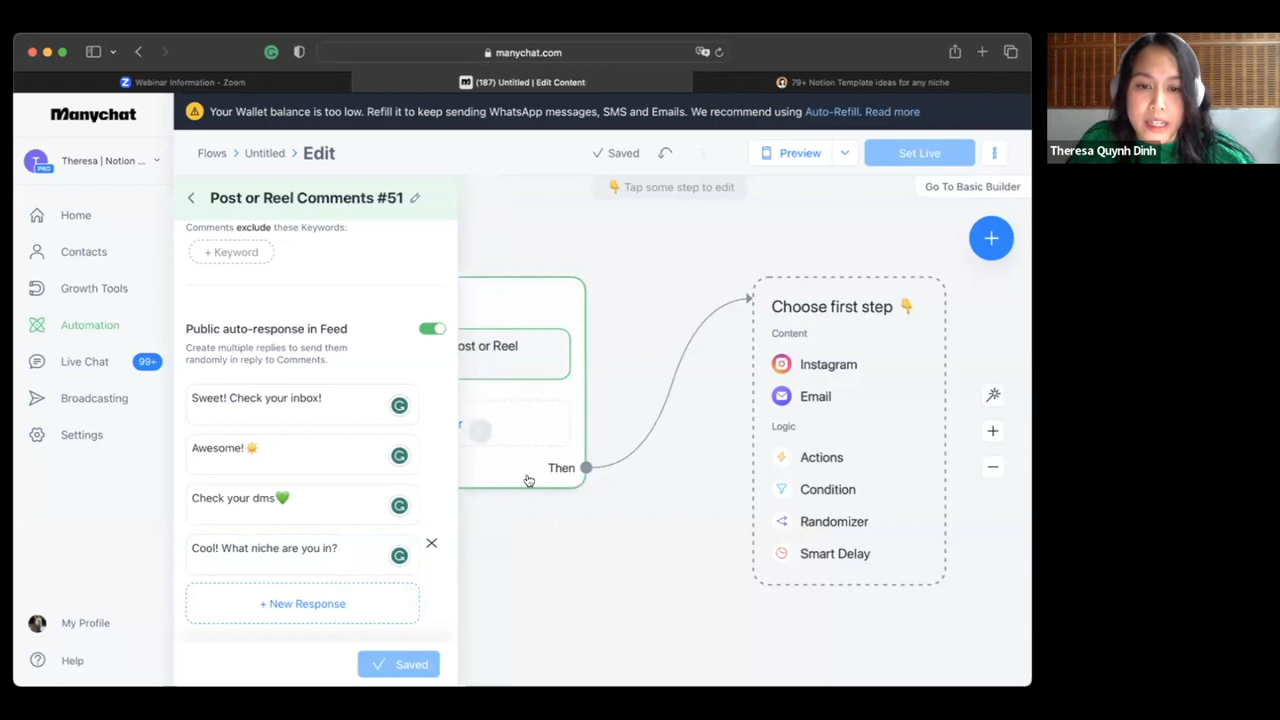 manychat.com
Webinar Information - Zoom
(187) Untitled | Edit Content
79+ Notion Template ideas for any niche
Manychat
Your Wallet balance is too low. Refill it to keep sending WhatsApp messages, SMS and Emails. We recommend using Auto-Refill. Read more
T
PRO
Theresa | Notion ...
Flows > Untitled > Edit
Saved
Preview
Set Live
👇 Tap some step to edit
Go To Basic Builder
Home
Contacts
Growth Tools
Automation
Live Chat
99+
Broadcasting
Settings
My Profile
Help
Post or Reel Comments #51
Comments exclude these Keywords:
+ Keyword
Public auto-response in Feed
Create multiple replies to send them
randomly in reply to Comments.
Sweet! Check your inbox!
Awesome!☀️
Check your dms💚
Cool! What niche are you in?
+ New Response
Saved
ost or Reel
r
Then
Choose first step 👇
Content
Instagram
Email
Logic
Actions
Condition
Randomizer
Smart Delay
Theresa Quynh Dinh